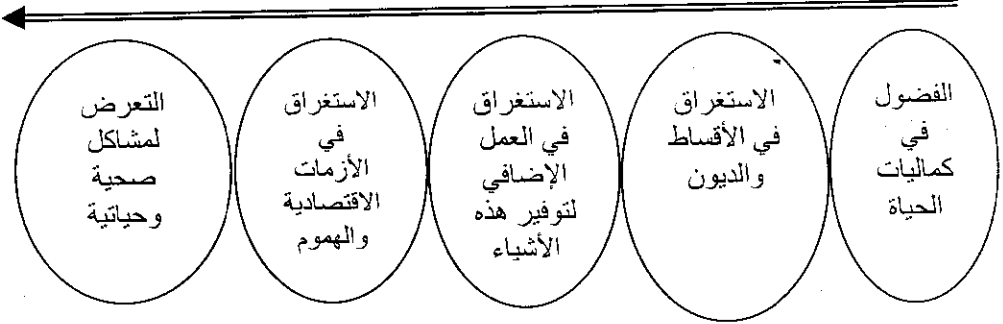 الفضول
في
كماليات
الحياة
الاستغراق
في الأقساط
والديون
الاستغراق
في العمل
الإضافي
لتوفير هذه
الأشياء
الاستغراق
في
الأزمات
الاقتصادية
والهموم
التعرض
لمشاكل
صحية
وحياتية